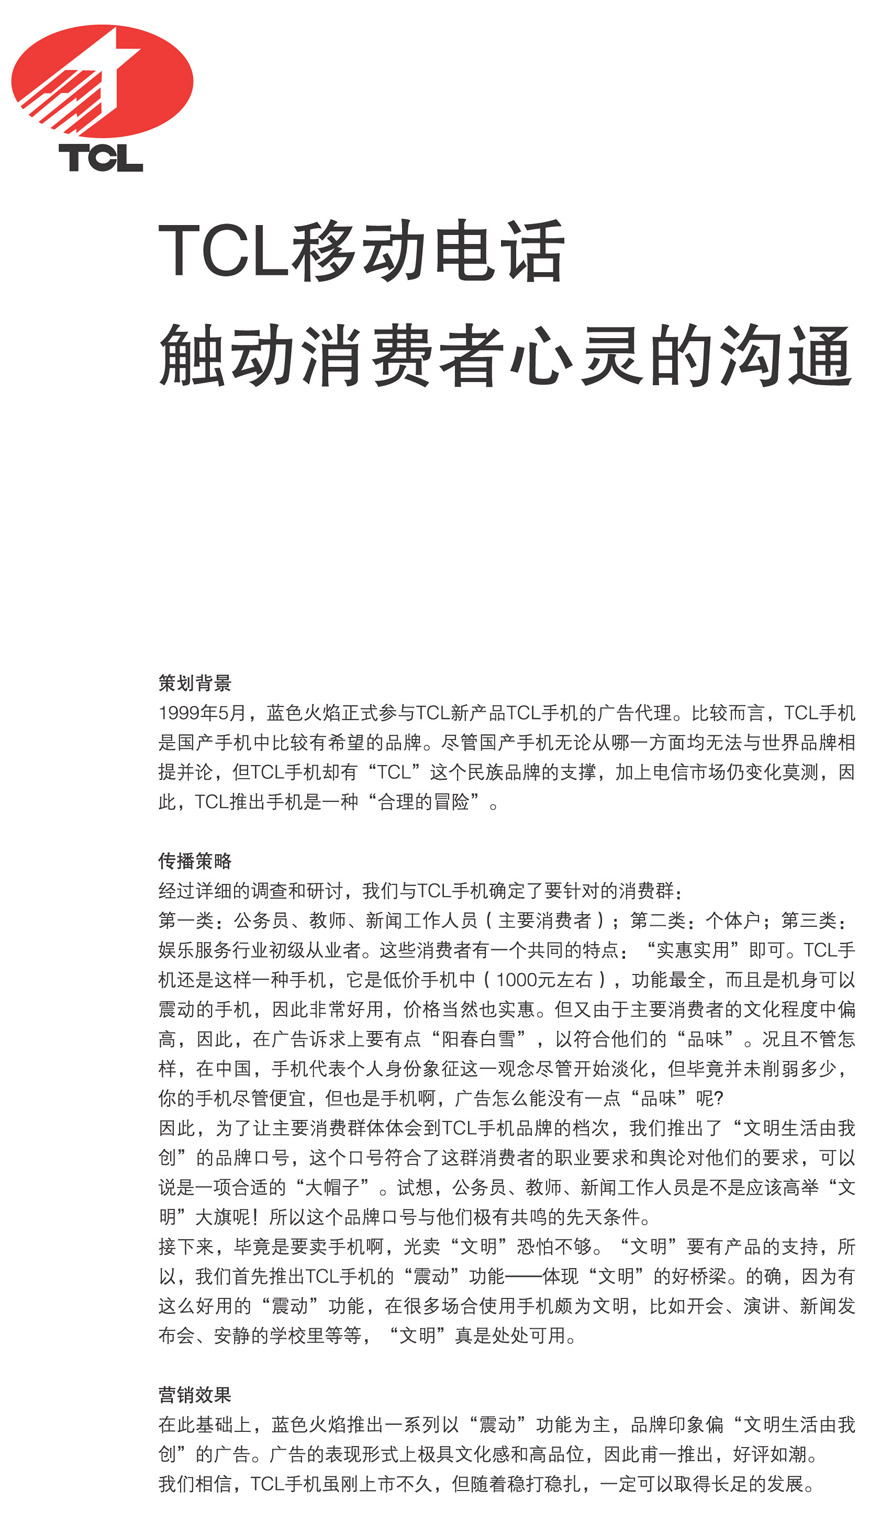 TCL
TCL移动电话
触动消费者心灵的沟通
策划背景
1999年5月，蓝色火焰正式参与TCL新产品TCL手机的广告代理。比较而言，TCL手机
是国产手机中比较有希望的品牌。尽管国产手机无论从哪一方面均无法与世界品牌相
提并论，但TCL手机却有“TCL”这个民族品牌的支撑，加上电信市场仍变化莫测，因
此，TCL推出手机是一种“合理的冒险”。
传播策略
经过详细的调查和研讨，我们与TCL手机确定了要针对的消费群：
第一类：公务员、教师、新闻工作人员（主要消费者）；第二类：个体户；第三类：
娱乐服务行业初级从业者。这些消费者有一个共同的特点：“实惠实用”即可。TCL手
机还是这样一种手机，它是低价手机中（1000元左右），功能最全，而且是机身可以
震动的手机，因此非常好用，价格当然也实惠。但又由于主要消费者的文化程度中偏
高，因此，在广告诉求上要有点“阳春白雪”，以符合他们的“品味”。况且不管怎
样，在中国，手机代表个人身份象征这一观念尽管开始淡化，但毕竟并未削弱多少，
你的手机尽管便宜，但也是手机啊，广告怎么能没有一点“品味”呢?
因此，为了让主要消费群体体会到TCL手机品牌的档次，我们推出了“文明生活由我
创”的品牌口号，这个口号符合了这群消费者的职业要求和舆论对他们的要求，可以
说是一项合适的“大帽子”。试想，公务员、教师、新闻工作人员是不是应该高举“文
明”大旗呢！所以这个品牌口号与他们极有共鸣的先天条件。
接下来，毕竟是要卖手机啊，光卖“文明”恐怕不够。“文明”要有产品的支持，所
以，我们首先推出TCL手机的“震动”功能——体现“文明”的好桥梁。的确，因为有
这么好用的“震动”功能，在很多场合使用手机颇为文明，比如开会、演讲、新闻发
布会、安静的学校里等等，“文明”真是处处可用。
营销效果
在此基础上，蓝色火焰推出一系列以“震动”功能为主，品牌印象偏“文明生活由我
创”的广告。广告的表现形式上极具文化感和高品位，因此甫一推出，好评如潮。
我们相信，TCL手机虽刚上市不久，但随着稳打稳扎，一定可以取得长足的发展。